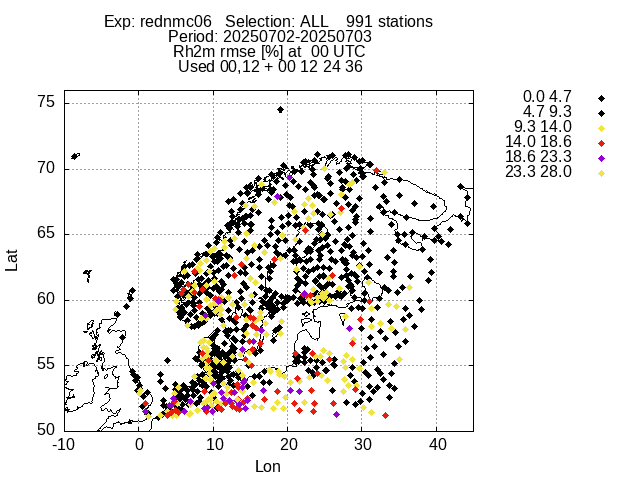 Exp: rednmc06   Selection: ALL    991 stations
Period: 20250702-20250703
Rh2m rmse [%] at  00 UTC
Used 00,12 + 00 12 24 36
0.0 4.7
4.7 9.3
9.3 14.0
14.0 18.6
18.6 23.3
23.3 28.0
75
70
65
60
55
50
Lat
-10 0 10 20 30 40
Lon